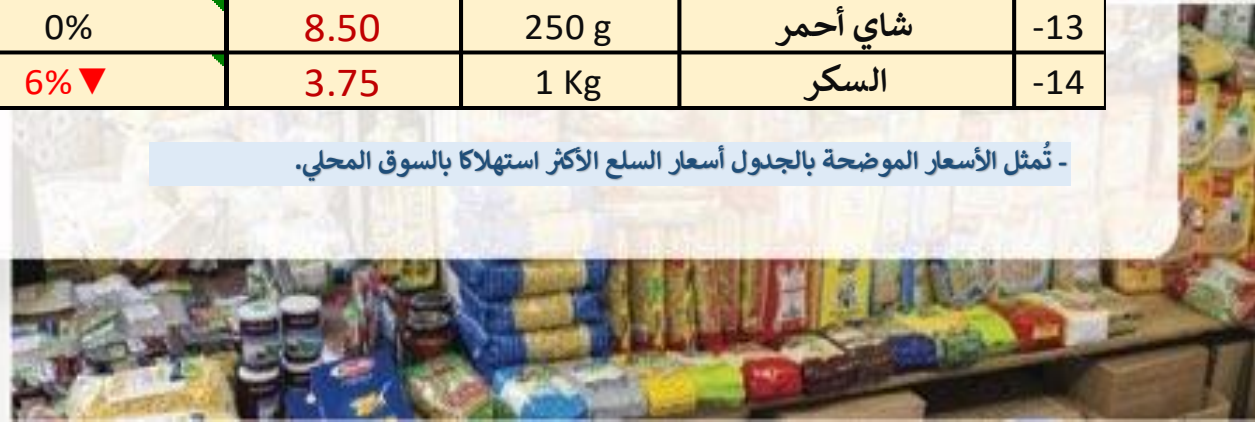 13- شاي أحمر 250 g 8.50 0%
14- السكر 1 Kg 3.75 6% ▼
- تُمثل الأسعار الموضحة بالجدول أسعار السلع الأكثر استهلاكا بالسوق المحلي.